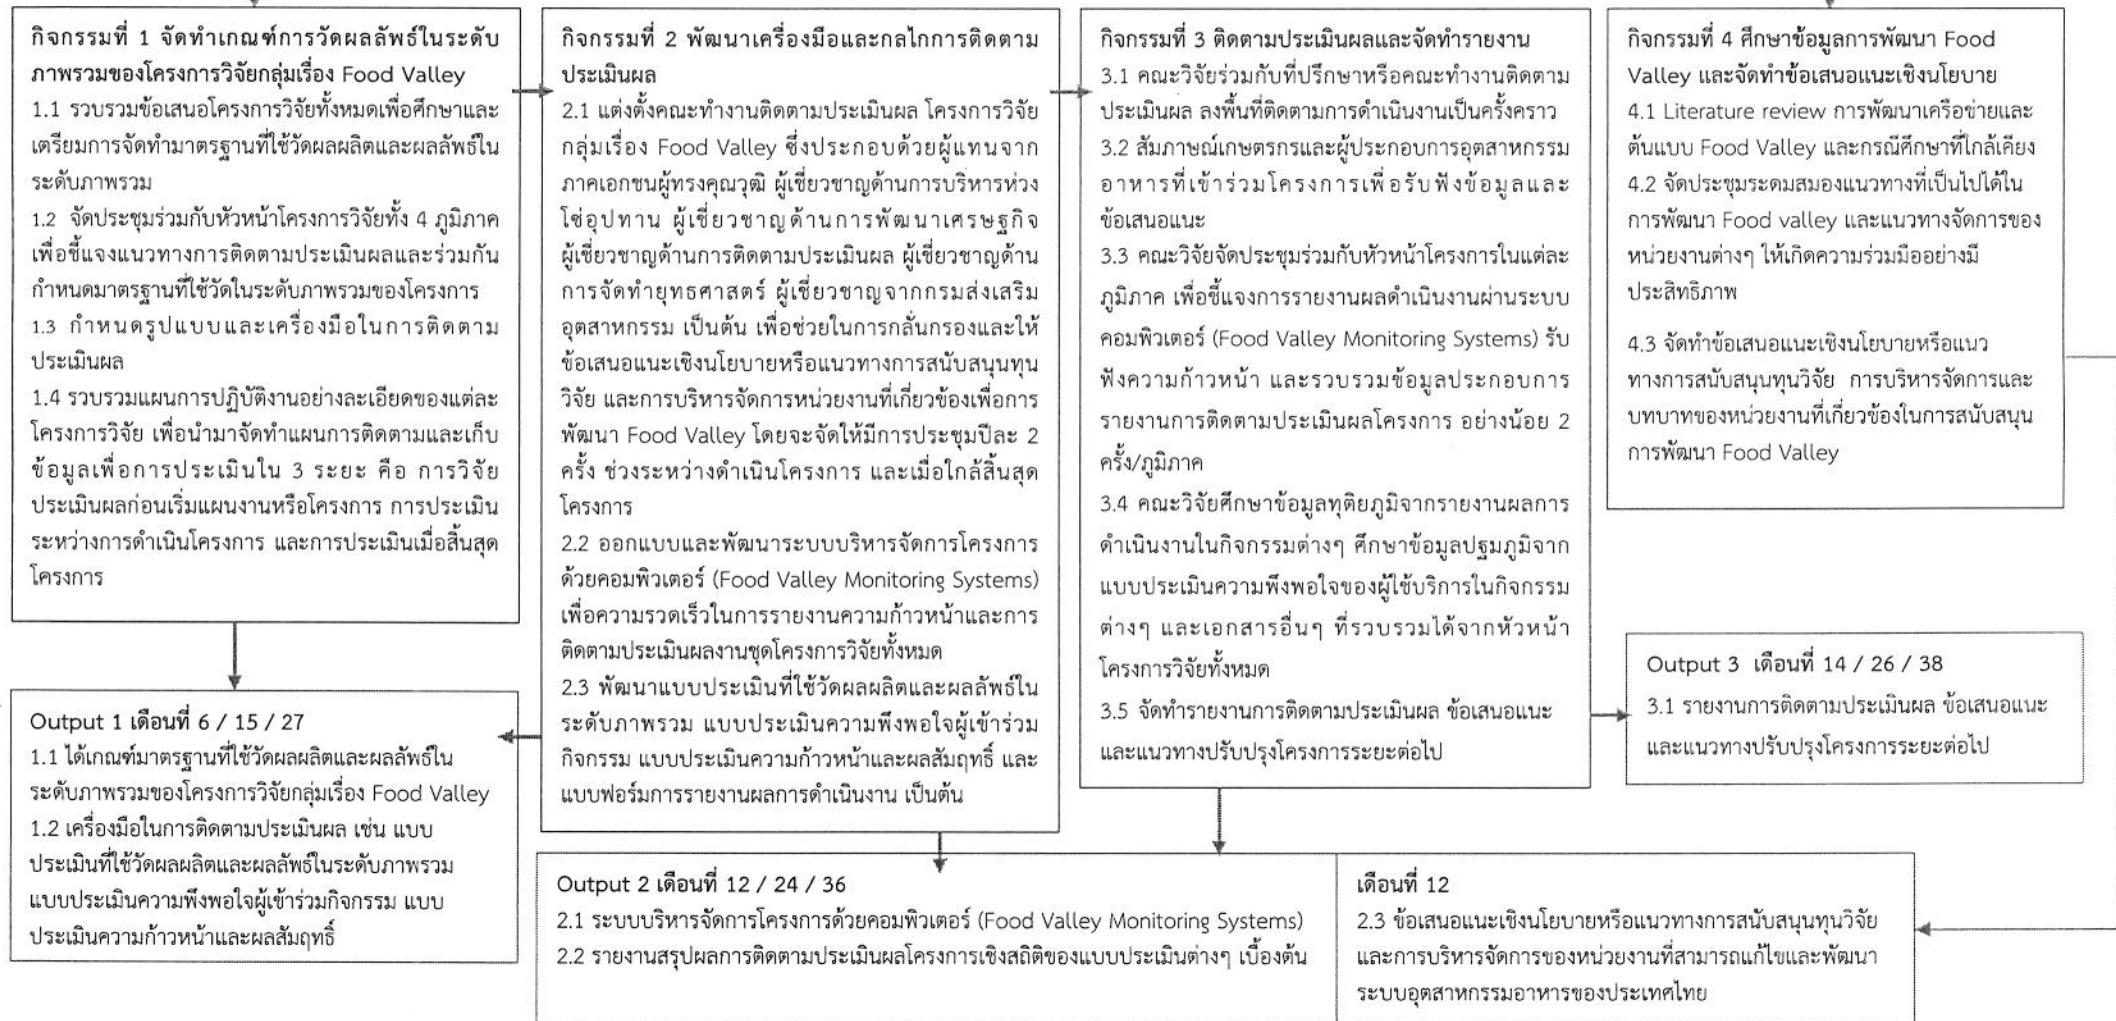 กิจกรรมที่ 1 จัดทำเกณฑ์การวัดผลลัพธ์ในระดับ
ภาพรวมของโครงการวิจัยกลุ่มเรื่อง Food Valley
1.1 รวบรวมข้อเสนอโครงการวิจัยทั้งหมดเพื่อศึกษาและ
เตรียมการจัดทำมาตรฐานที่ใช้วัดผลผลิตและผลลัพธ์ใน
ระดับภาพรวม
1.2 จัดประชุมร่วมกับหัวหน้าโครงการวิจัยทั้ง 4 ภูมิภาค
เพื่อชี้แจงแนวทางการติดตามประเมินผลและร่วมกัน
กำหนดมาตรฐานที่ใช้วัดในระดับภาพรวมของโครงการ
1.3 กำหนดรูปแบบและเครื่องมือในการติดตาม
ประเมินผล
1.4 รวบรวมแผนการปฏิบัติงานอย่างละเอียดของแต่ละ
โครงการวิจัย เพื่อนำมาจัดทำแผนการติดตามและเก็บ
ข้อมูลเพื่อการประเมินใน 3 ระยะ คือ การวิจัย
ประเมินผลก่อนเริ่มแผนงานหรือโครงการ การประเมิน
ระหว่างการดำเนินโครงการ และการประเมินเมื่อสิ้นสุด
โครงการ
กิจกรรมที่ 2 พัฒนาเครื่องมือและกลไกการติดตาม
ประเมินผล
2.1 แต่งตั้งคณะทำงานติดตามประเมินผล โครงการวิจัย
กลุ่มเรื่อง Food Valley ซึ่งประกอบด้วยผู้แทนจาก
ภาคเอกชนผู้ทรงคุณวุฒิ ผู้เชี่ยวชาญด้านการบริหารห่วง
โซ่อุปทาน ผู้เชี่ยวชาญด้านการพัฒนาเศรษฐกิจ
ผู้เชี่ยวชาญด้านการติดตามประเมินผล ผู้เชี่ยวชาญด้าน
การจัดทำยุทธศาสตร์ ผู้เชี่ยวชาญจากกรมส่งเสริม
อุตสาหกรรม เป็นต้น เพื่อช่วยในการกลั่นกรองและให้
ข้อเสนอแนะเชิงนโยบายหรือแนวทางการสนับสนุนทุน
วิจัย และการบริหารจัดการหน่วยงานที่เกี่ยวข้องเพื่อการ
พัฒนา Food Valley โดยจะจัดให้มีการประชุมปีละ 2
ครั้ง ช่วงระหว่างดำเนินโครงการ และเมื่อใกล้สิ้นสุด
โครงการ
2.2 ออกแบบและพัฒนาระบบบริหารจัดการโครงการ
ด้วยคอมพิวเตอร์ (Food Valley Monitoring Systems)
เพื่อความรวดเร็วในการรายงานความก้าวหน้าและการ
ติดตามประเมินผลงานชุดโครงการวิจัยทั้งหมด
2.3 พัฒนาแบบประเมินที่ใช้วัดผลผลิตและผลลัพธ์ใน
ระดับภาพรวม แบบประเมินความพึงพอใจผู้เข้าร่วม
กิจกรรม แบบประเมินความก้าวหน้าและผลสัมฤทธิ์ และ
แบบฟอร์มการรายงานผลการดำเนินงาน เป็นต้น
กิจกรรมที่ 3 ติดตามประเมินผลและจัดทำรายงาน
3.1 คณะวิจัยร่วมกับที่ปรึกษาหรือคณะทำงานติดตาม
ประเมินผล ลงพื้นที่ติดตามการดำเนินงานเป็นครั้งคราว
3.2 สัมภาษณ์เกษตรกรและผู้ประกอบการอุตสาหกรรม
อาหารที่เข้าร่วมโครงการเพื่อรับฟังข้อมูลและ
ข้อเสนอแนะ
3.3 คณะวิจัยจัดประชุมร่วมกับหัวหน้าโครงการในแต่ละ
ภูมิภาค เพื่อชี้แจงการรายงานผลดำเนินงานผ่านระบบ
คอมพิวเตอร์ (Food Valley Monitoring Systems) รับ
ฟังความก้าวหน้า และรวบรวมข้อมูลประกอบการ
รายงานการติดตามประเมินผลโครงการ อย่างน้อย 2
ครั้ง/ภูมิภาค
3.4 คณะวิจัยศึกษาข้อมูลทุติยภูมิจากรายงานผลการ
ดำเนินงานในกิจกรรมต่างๆ ศึกษาข้อมูลปฐมภูมิจาก
แบบประเมินความพึงพอใจของผู้ใช้บริการในกิจกรรม
ต่างๆ และเอกสารอื่นๆ ที่รวบรวมได้จากหัวหน้า
โครงการวิจัยทั้งหมด
3.5 จัดทำรายงานการติดตามประเมินผล ข้อเสนอแนะ
และแนวทางปรับปรุงโครงการระยะต่อไป
กิจกรรมที่ 4 ศึกษาข้อมูลการพัฒนา Food
Valley และจัดทำข้อเสนอแนะเชิงนโยบาย
4.1 Literature review การพัฒนาเครือข่ายและ
ต้นแบบ Food Valley และกรณีศึกษาที่ใกล้เคียง
4.2 จัดประชุมระดมสมองแนวทางที่เป็นไปได้ใน
การพัฒนา Food valley และแนวทางจัดการของ
หน่วยงานต่างๆ ให้เกิดความร่วมมืออย่างมี
ประสิทธิภาพ
4.3 จัดทำข้อเสนอแนะเชิงนโยบายหรือแนว
ทางการสนับสนุนทุนวิจัย การบริหารจัดการและ
บทบาทของหน่วยงานที่เกี่ยวข้องในการสนับสนุน
การพัฒนา Food Valley
Output 1 เดือนที่ 6 / 15 / 27
1.1 ได้เกณฑ์มาตรฐานที่ใช้วัดผลผลิตและผลลัพธ์ใน
ระดับภาพรวมของโครงการวิจัยกลุ่มเรื่อง Food Valley
1.2 เครื่องมือในการติดตามประเมินผล เช่น แบบ
ประเมินที่ใช้วัดผลผลิตและผลลัพธ์ในระดับภาพรวม
แบบประเมินความพึงพอใจผู้เข้าร่วมกิจกรรม แบบ
ประเมินความก้าวหน้าและผลสัมฤทธิ์
Output 3 เดือนที่ 14 / 26 / 38
3.1 รายงานการติดตามประเมินผล ข้อเสนอแนะ
และแนวทางปรับปรุงโครงการระยะต่อไป
Output 2 เดือนที่ 12 / 24 / 36
2.1 ระบบบริหารจัดการโครงการด้วยคอมพิวเตอร์ (Food Valley Monitoring Systems)
2.2 รายงานสรุปผลการติดตามประเมินผลโครงการเชิงสถิติของแบบประเมินต่างๆ เบื้องต้น
เดือนที่ 12
2.3 ข้อเสนอแนะเชิงนโยบายหรือแนวทางการสนับสนุนทุนวิจัย
และการบริหารจัดการของหน่วยงานที่สามารถแก้ไขและพัฒนา
ระบบอุตสาหกรรมอาหารของประเทศไทย